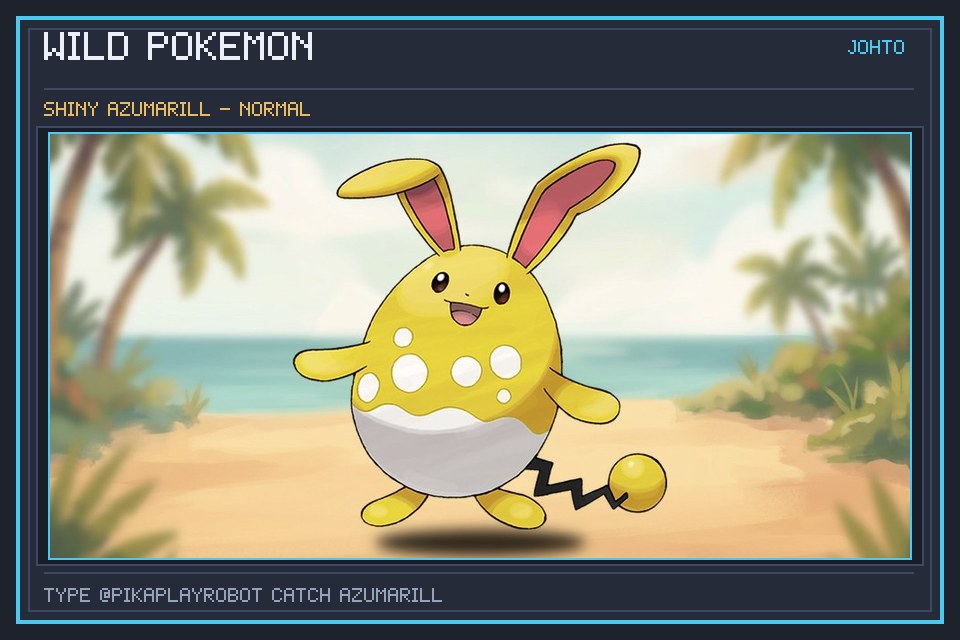 WILD POKEMON
JOHTO
SHINY AZUMARILL - NORMAL
TYPE @PIKAPLAYROBOT CATCH AZUMARILL